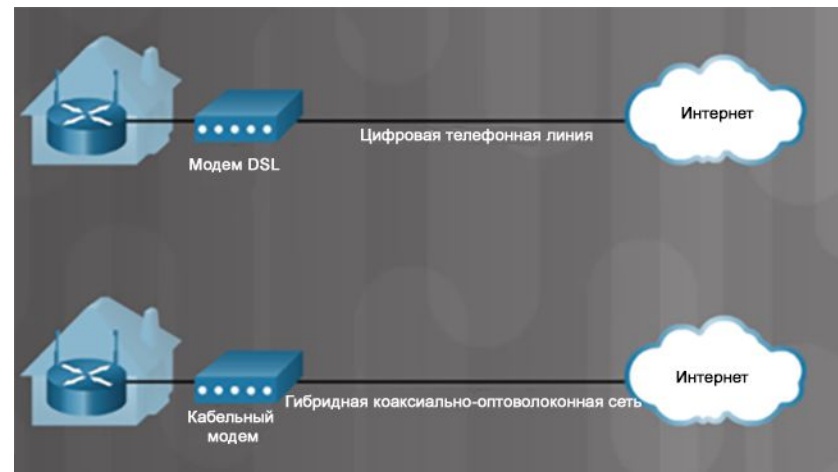 Интернет
Цифровая телефонная линия
Модем DSL
Интернет
Гибридная коаксиально-оптоволоконная сеть
Кабельный
модем